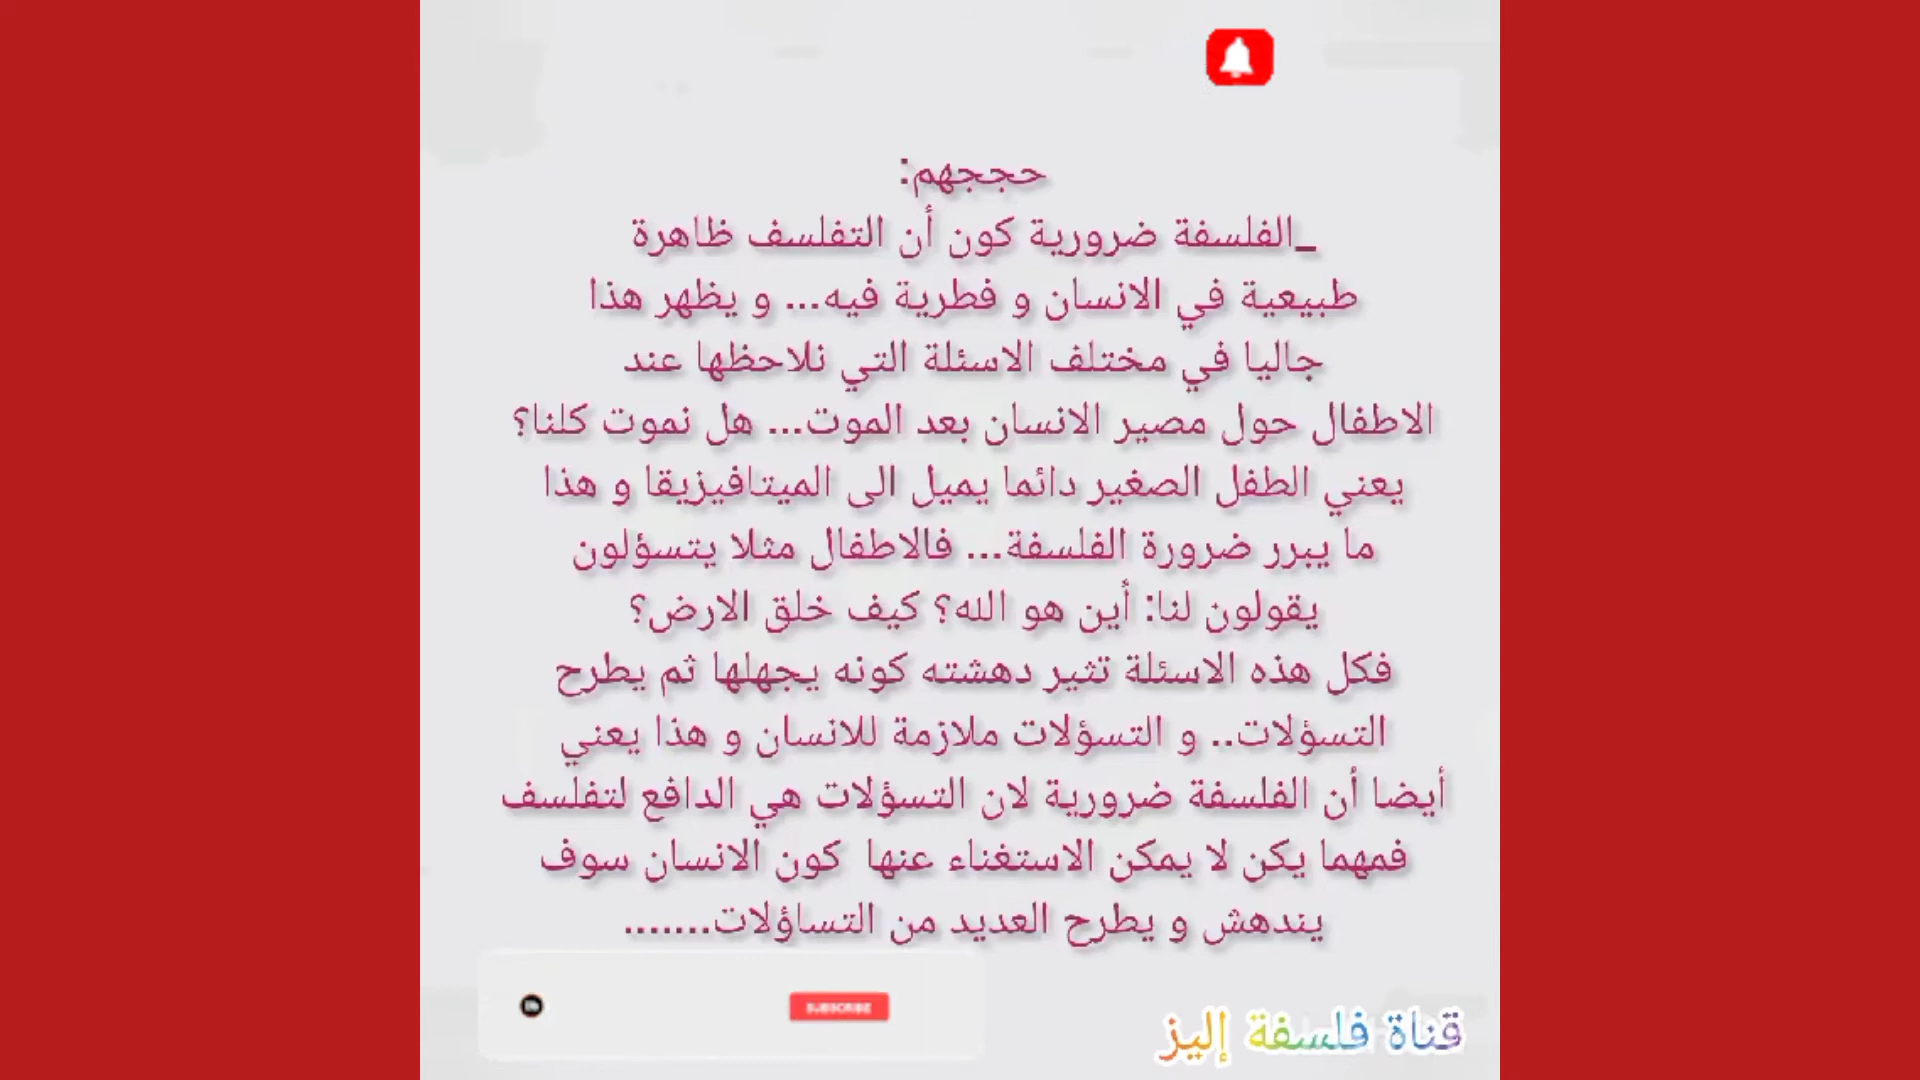 حججهم:
_الفلسفة ضرورية كون أن التفلسف ظاهرة
طبيعية في الانسان و فطرية فيه... و يظهر هذا
جاليا في مختلف الاسئلة التي نلاحظها عند
الاطفال حول مصير الانسان بعد الموت... هل نموت كلنا؟
يعني الطفل الصغير دائما يميل الى الميتافيزيقا و هذا
ما يبرر ضرورة الفلسفة... فالاطفال مثلا يتسؤلون
يقولون لنا: أين هو الله؟ كيف خلق الارض؟
فكل هذه الاسئلة تثير دهشته كونه يجهلها ثم يطرح
التسؤلات.. و التسؤلات ملازمة للانسان و هذا يعني
أيضا أن الفلسفة ضرورية لان التسؤلات هي الدافع لتفلسف
فمهما يكن لا يمكن الاستغناء عنها كون الانسان سوف
يندهش و يطرح العديد من التساؤلات.......
SUBSCRIBE
قناة فلسفة إليز